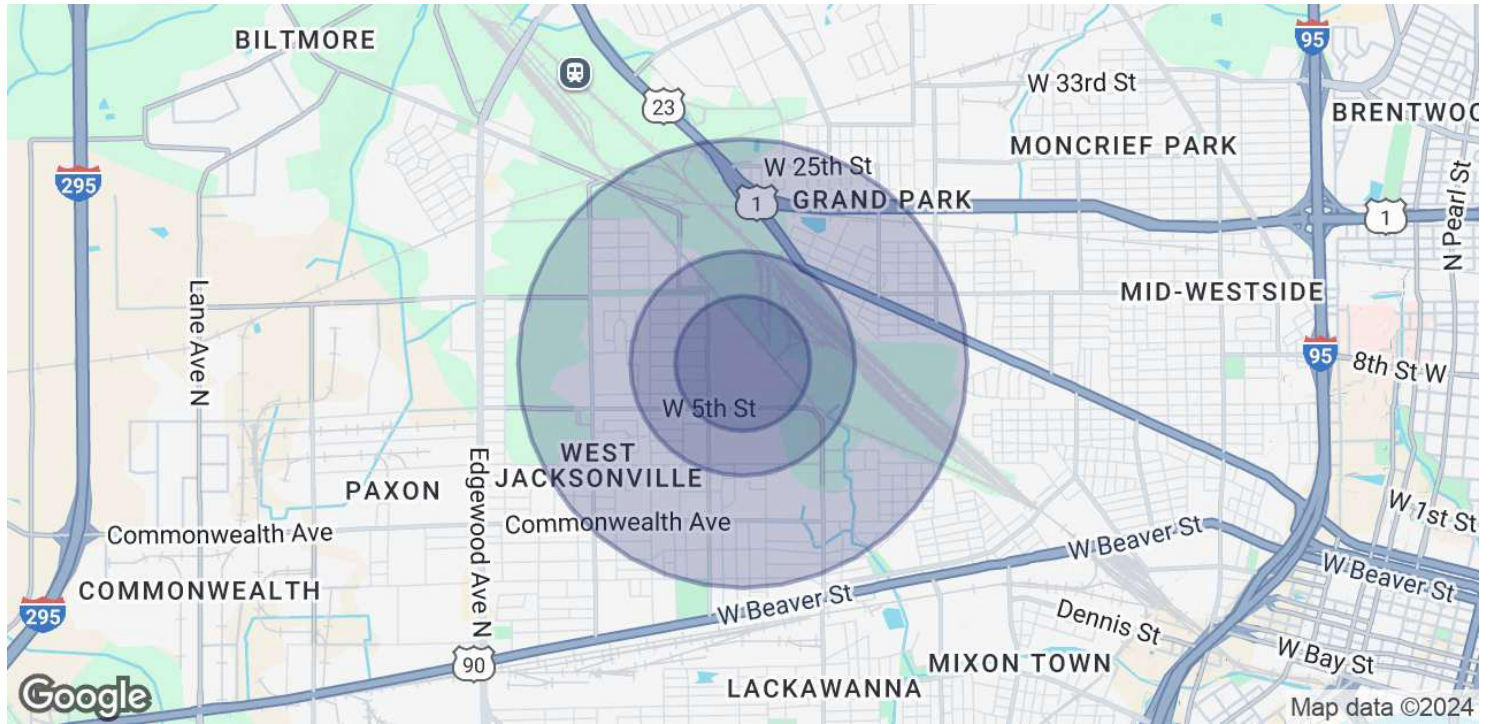 BILTMORE
95
W 33rd St
23
BRENTWOO
MONCRIEF PARK
W 25th St
295
GRAND PARK
1
1
N Pearl St
Lane Ave N
MID-WESTSIDE
95
8th St W
W 5th St
WEST
JACKSONVILLE
Edgewood Ave N
PAXON
W 1st St
Commonwealth Ave
Commonwealth Ave
W Beaver St
W Beaver St
COMMONWEALTH
W Beaver St
295
Dennis St
W Bay St
90
MIXON TOWN
LACKAWANNA
Google
Map data ©2024